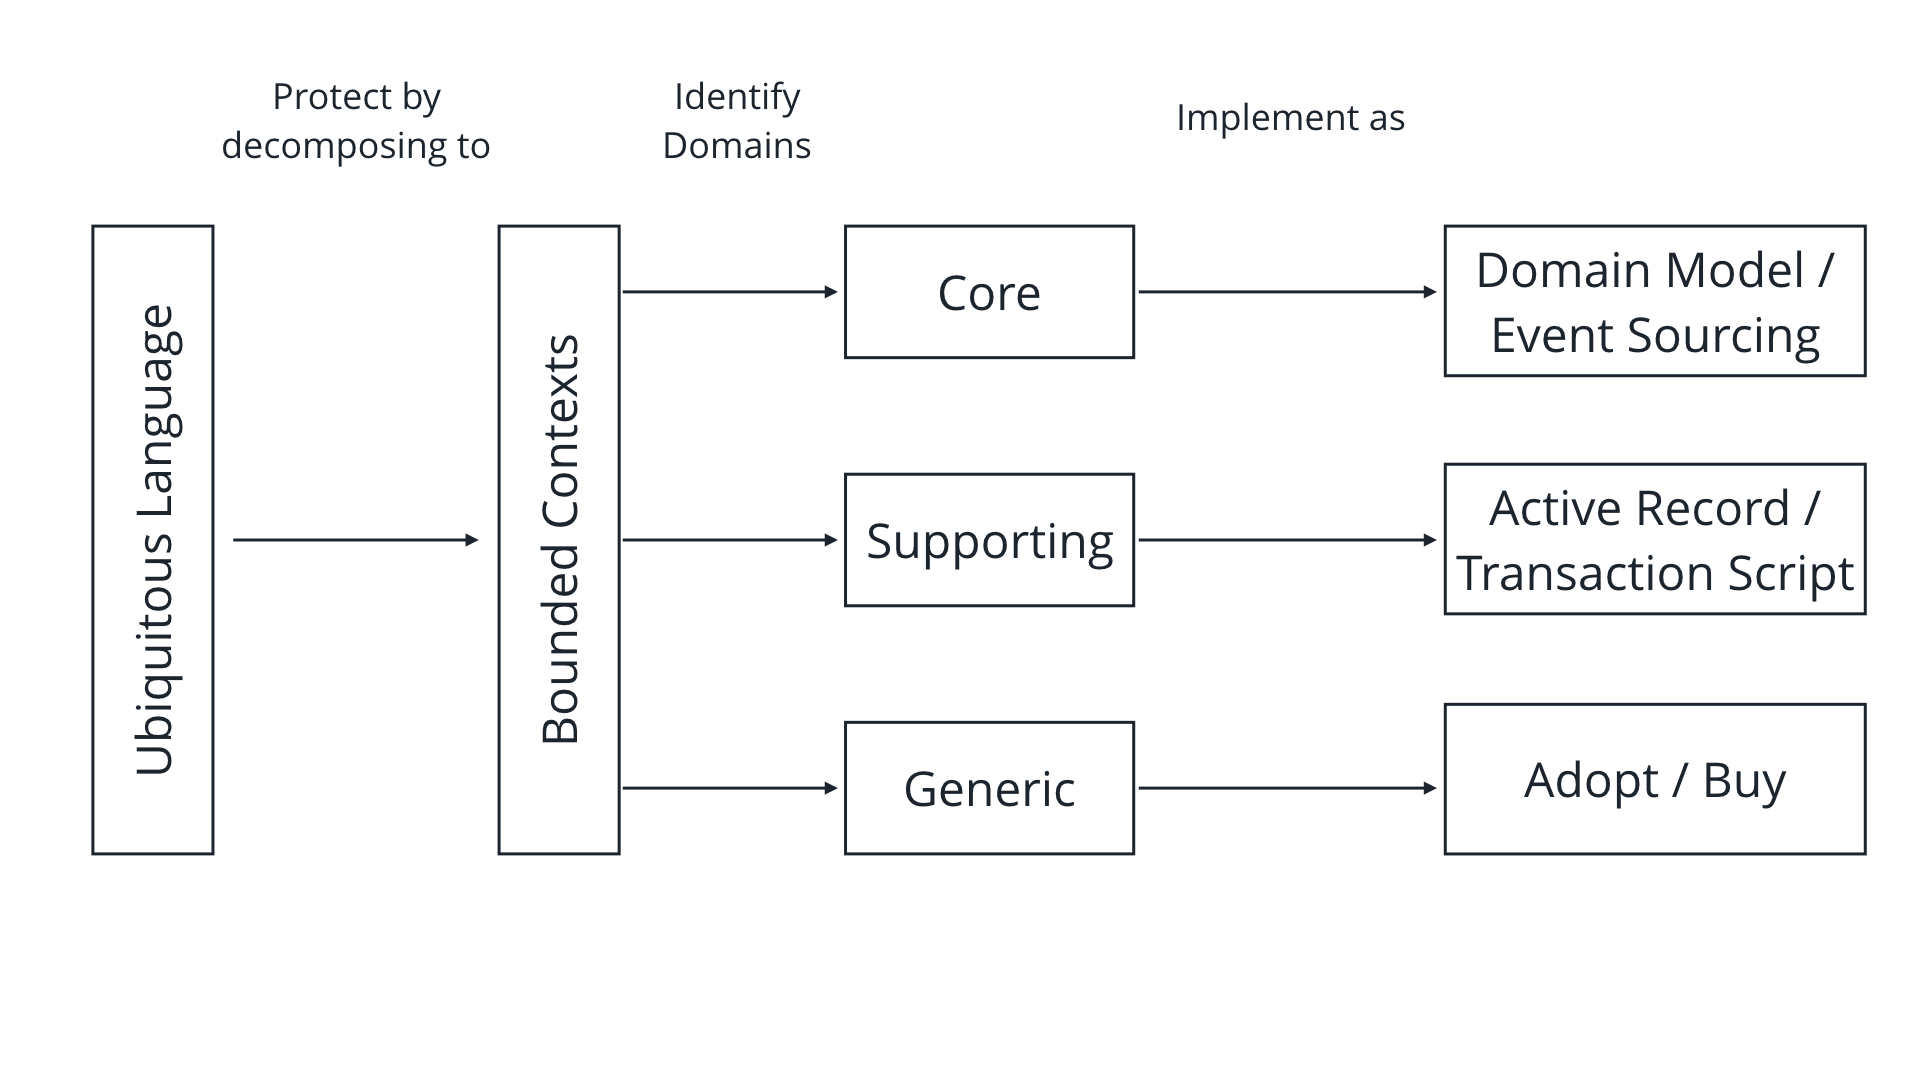 Protect by
decomposing to
Identify
Domains
Implement as
Ubiquitous Language
Bounded Contexts
Core
Domain Model /
Event Sourcing
Supporting
Active Record /
Transaction Script
Generic
Adopt / Buy